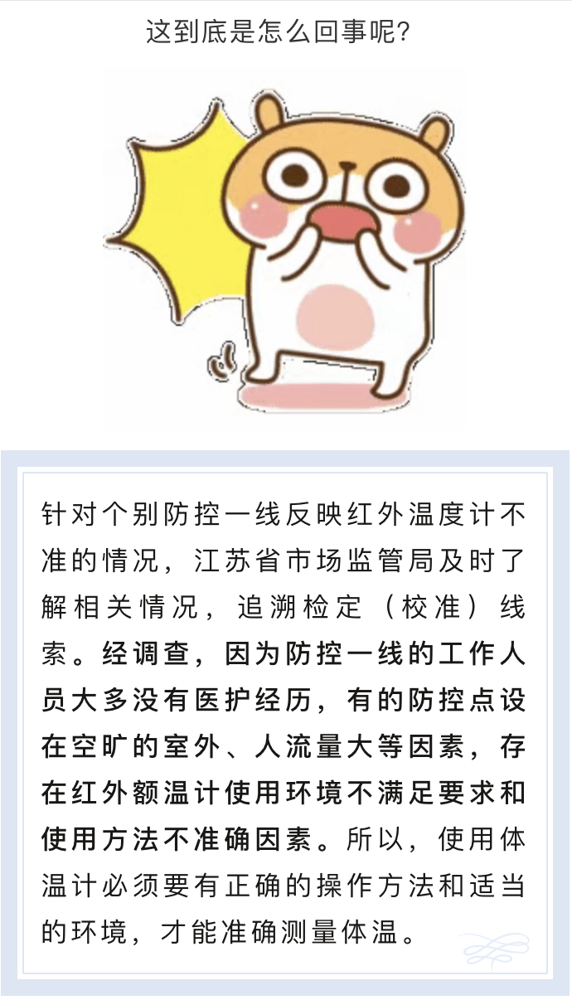 这到底是怎么回事呢?
针对个别防控一线反映红外温度计不
准的情况，江苏省市场监管局及时了
解相关情况，追溯检定（校准）线
索。经调查，因为防控一线的工作人
员大多没有医护经历，有的防控点设
在空旷的室外、人流量大等因素，存
在红外额温计使用环境不满足要求和
使用方法不准确因素。所以，使用体
温计必须要有正确的操作方法和适当
的环境，才能准确测量体温。